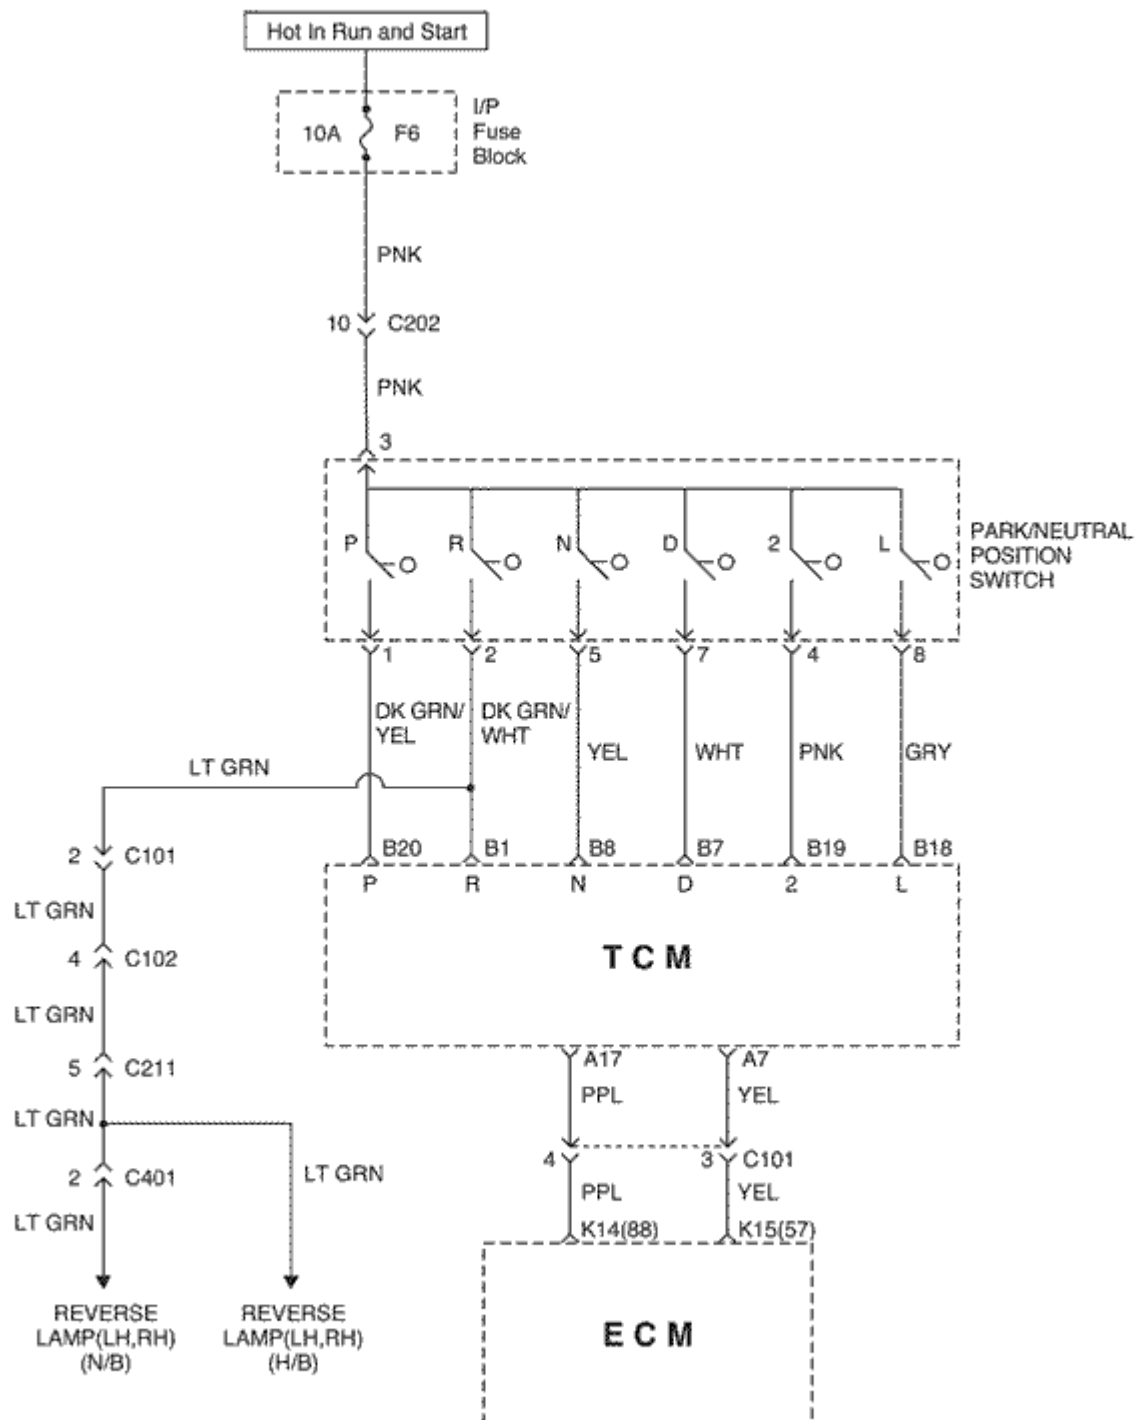 Hot In Run and Start
10A F6
I/P
Fuse
Block
PNK
10 C202
PNK
3
P R N D 2 L
PARK/NEUTRAL
POSITION
SWITCH
1 2 5 7 4 8
DK GRN/
YEL
DK GRN/
WHT
YEL WHT PNK GRY
LT GRN
2 C101
B20 B1 B8 B7 B19 B18
P R N D 2 L
LT GRN
4 C102
TCM
LT GRN
5 C211
A17 A7
PPL YEL
LT GRN
4 3 C101
2 C401
LT GRN
PPL YEL
LT GRN
K14(88) K15(57)
REVERSE
LAMP(LH,RH)
(N/B)
REVERSE
LAMP(LH,RH)
(H/B)
ECM